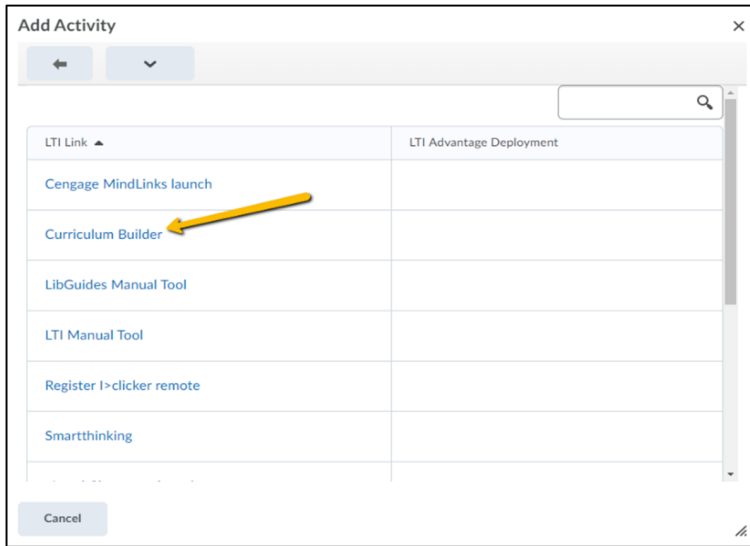 Add Activity
LTI Link
LTI Advantage Deployment
Cengage MindLinks launch
Curriculum Builder
LibGuides Manual Tool
LTI Manual Tool
Register I>clicker remote
Smartthinking
Cancel